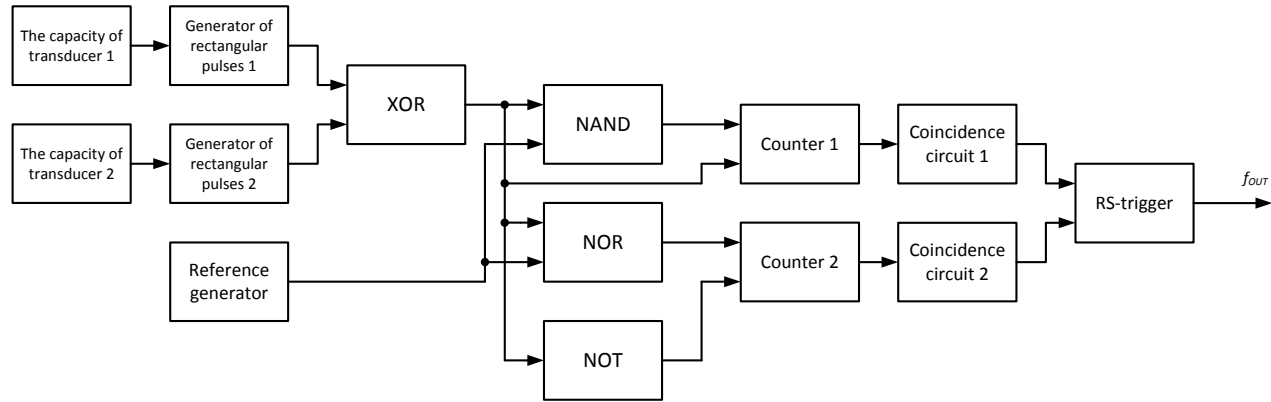 The capacity of
transducer 1
Generator of
rectangular
pulses 1
XOR
The capacity of
transducer 2
Generator of
rectangular
pulses 2
Reference
generator
NAND
NOR
NOT
Counter 1
Counter 2
Coincidence
circuit 1
Coincidence
circuit 2
RS-trigger
fOUT